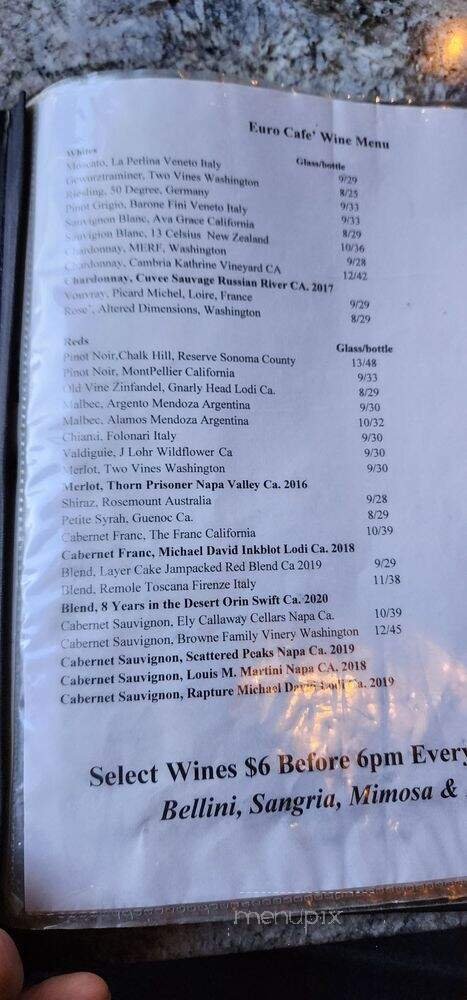 Euro Cafe' Wine Menu
Whites Glass/bottle
Moscato, La Perlina Veneto Italy 9/29
Gewurztraminer, Two Vines Washington 8/25
Riesling, 50 Degree, Germany 9/33
Pinot Grigio, Barone Fini Veneto Italy 9/33
Sauvignon Blanc, Ava Grace California 8/29
Sauvigion Blanc, 13 Celsius New Zealand 10/36
Chardonnay, MERF, Washington 9/28
Chardonnay, Cambria Kathrine Vineyard CA 12/42
Chardonnay, Cuvee Sauvage Russian River CA. 2017
Vouvray, Picard Michel, Loire, France 9/29
Rose', Altered Dimensions, Washington 8/29
Reds Glass/bottle
Pinot Noir,Chalk Hill, Reserve Sonoma County 13/48
Pinot Noir, MontPellier California 9/33
Old Vine Zinfandel, Gnarly Head Lodi Ca. 8/29
Malbec, Argento Mendoza Argentina 9/30
Malbec, Alamos Mendoza Argentina 10/32
Chianti, Folonari Italy 9/30
Valdiguie, J Lohr Wildflower Ca 9/30
Merlot, Two Vines Washington 9/30
Merlot, Thorn Prisoner Napa Valley Ca. 2016
Shiraz, Rosemount Australia 9/28
Petite Syrah, Guenoc Ca. 8/29
Cabernet Franc, The Franc California 10/39
Cabernet Franc, Michael David Inkblot Lodi Ca. 2018
Blend, Layer Cake Jampacked Red Blend Ca 2019 9/29
Blend, Remole Toscana Firenze Italy 11/38
Blend, 8 Years in the Desert Orin Swift Ca. 2020
Cabernet Sauvignon, Ely Callaway Cellars Napa Ca. 10/39
Cabernet Sauvignon, Browne Family Vinery Washington 12/45
Cabernet Sauvignon, Scattered Peaks Napa Ca. 2019
Cabernet Sauvignon, Louis M. Martini Napa CA, 2018
Cabernet Sauvignon, Rapture Michael David Lodi Ca. 2019
Select Wines $6 Before 6pm Every
Bellini, Sangria, Mimosa &
menupix